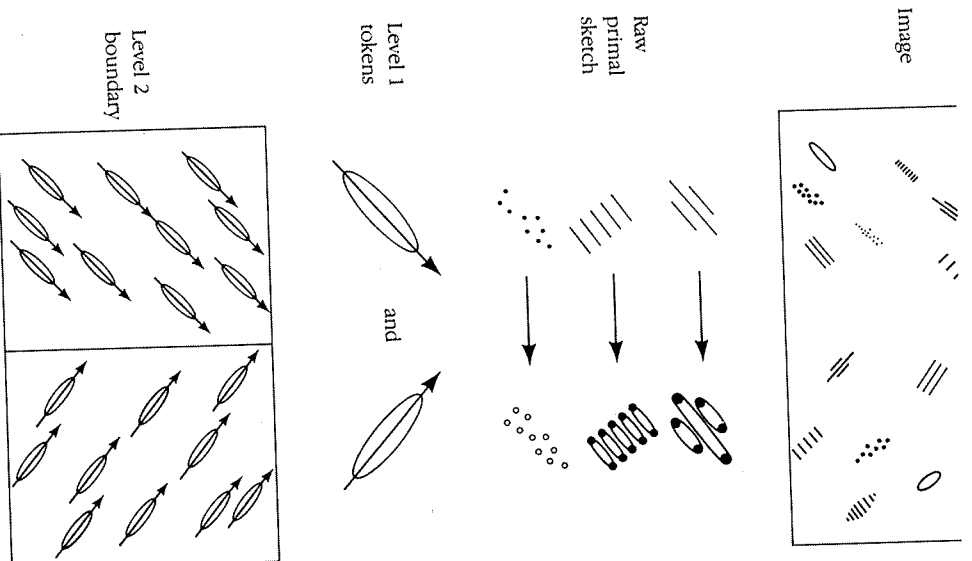 Image
Raw
primal
sketch
Level 1
tokens
and
Level 2
boundary